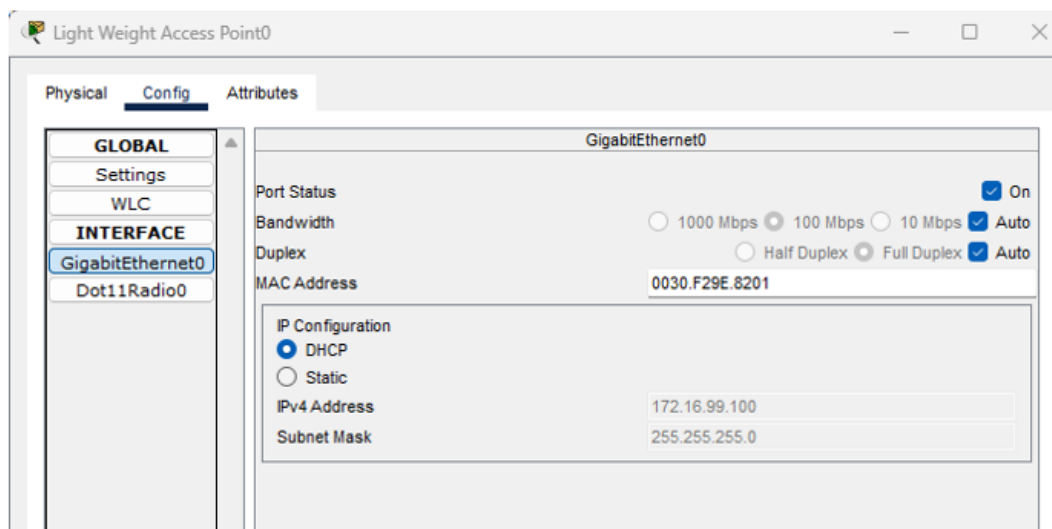 Light Weight Access Point0
Physical Config Attributes
GLOBAL
Settings
WLC
INTERFACE
GigabitEthernet0
Dot11Radio0
GigabitEthernet0
Port Status On
Bandwidth 1000 Mbps 100 Mbps 10 Mbps Auto
Duplex Half Duplex Full Duplex Auto
MAC Address 0030.F29E.8201
IP Configuration
DHCP
Static
IPv4 Address 172.16.99.100
Subnet Mask 255.255.255.0